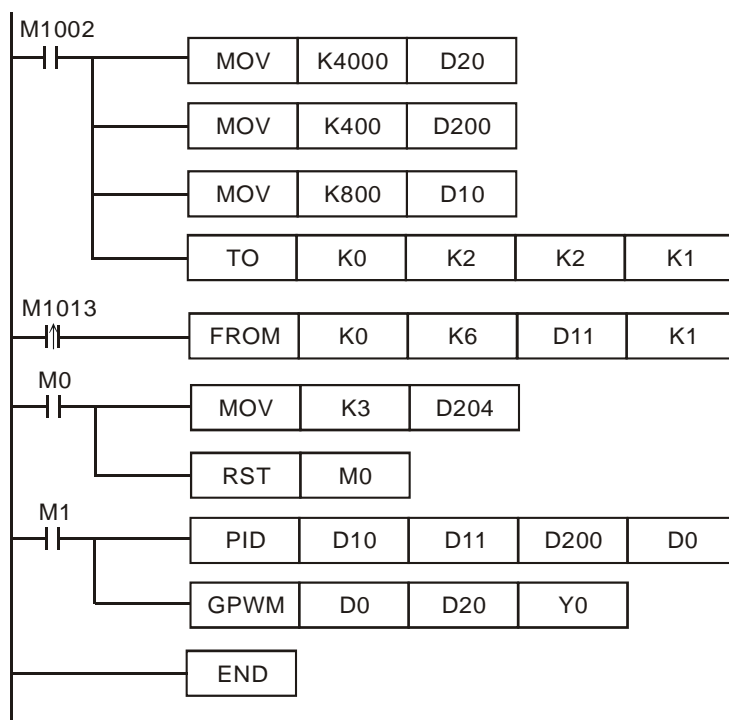 M1002
MOV K4000 D20
MOV K400 D200
MOV K800 D10
TO K0 K2 K2 K1
M1013
FROM K0 K6 D11 K1
M0
MOV K3 D204
RST M0
M1
PID D10 D11 D200 D0
GPWM D0 D20 Y0
END